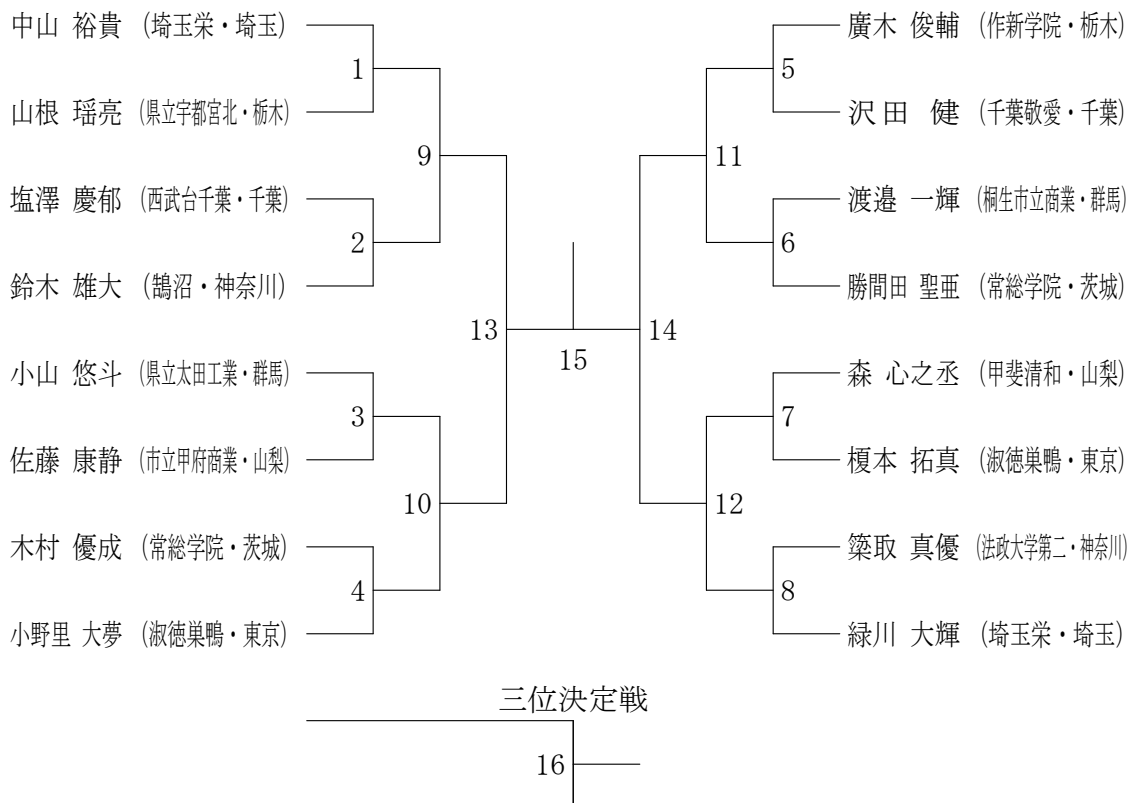 中山 裕貴 (埼玉栄・埼玉)
1
山根 瑶亮 (県立宇都宮北・栃木)
9
塩澤 慶郁 (西武台千葉・千葉)
2
鈴木 雄大 (鵠沼・神奈川)
13
小山 悠斗 (県立太田工業・群馬)
3
佐藤 康静 (市立甲府商業・山梨)
10
木村 優成 (常総学院・茨城)
4
小野里 大夢 (淑徳巣鴨・東京)
15
廣木 俊輔 (作新学院・栃木)
5
沢田 健 (千葉敬愛・千葉)
11
渡邉 一輝 (桐生市立商業・群馬)
6
勝間田 聖亜 (常総学院・茨城)
14
森 心之丞 (甲斐清和・山梨)
7
榎本 拓真 (淑徳巣鴨・東京)
12
簗取 真優 (法政大学第二・神奈川)
8
緑川 大輝 (埼玉栄・埼玉)
三位決定戦
16